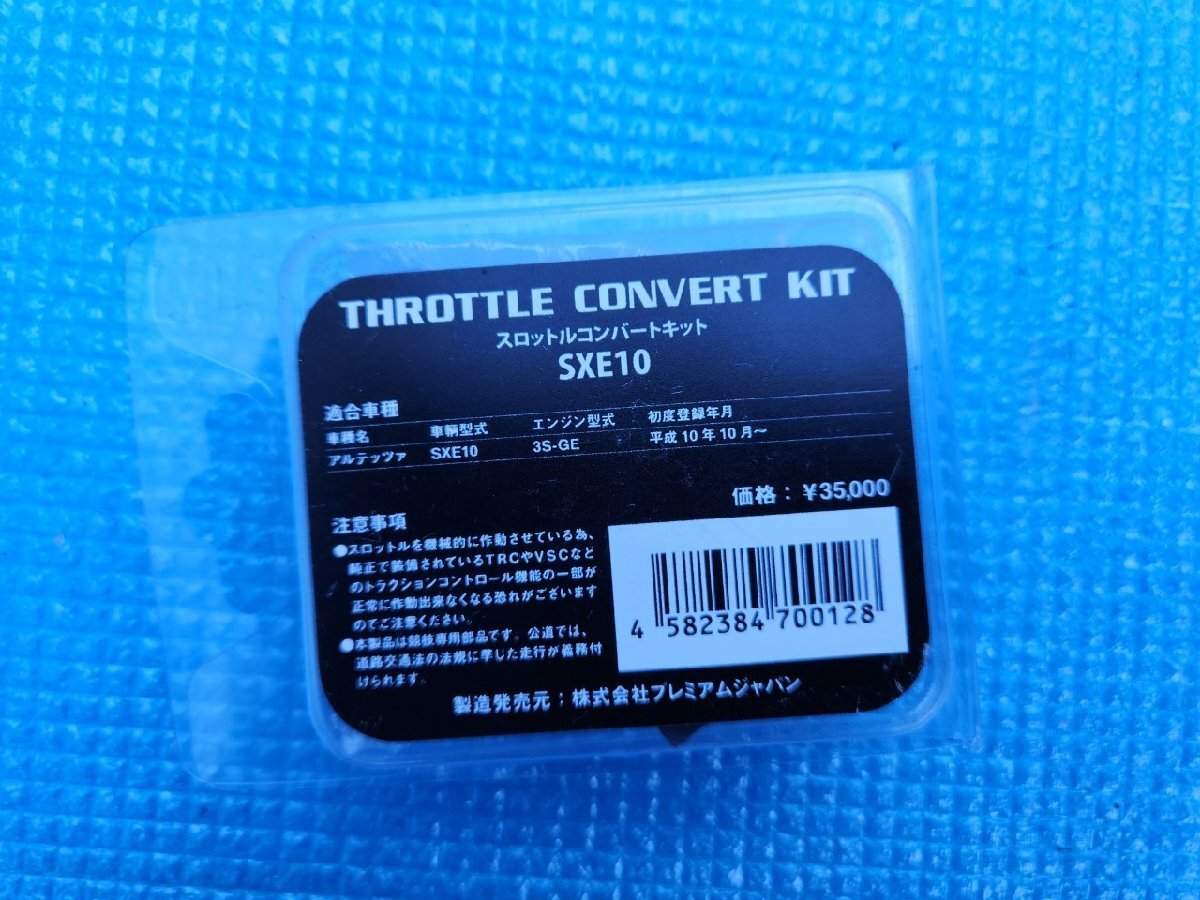 THROTTLE CONVERT KIT
スロットルコンバートキット
SXE10
適合車種
車種名 車輌型式 エンジン型式 初度登録年月
アルテッツァ SXE10 3S-GE 平成10年10月～
価格：￥35,000
注意事項
●スロットルを機械的に作動させている為、
純正で装備されているTRCやVSCなど
のトラクションコントロール機能の一部が
正常に作動出来なくなる恐れがございます
のでご注意ください。
●本製品は競技専用部品です。公道では、
道路交通法の法規に準じた走行が義務付
けられます。
4 582384 700128
製造発売元：株式会社プレミアムジャパン